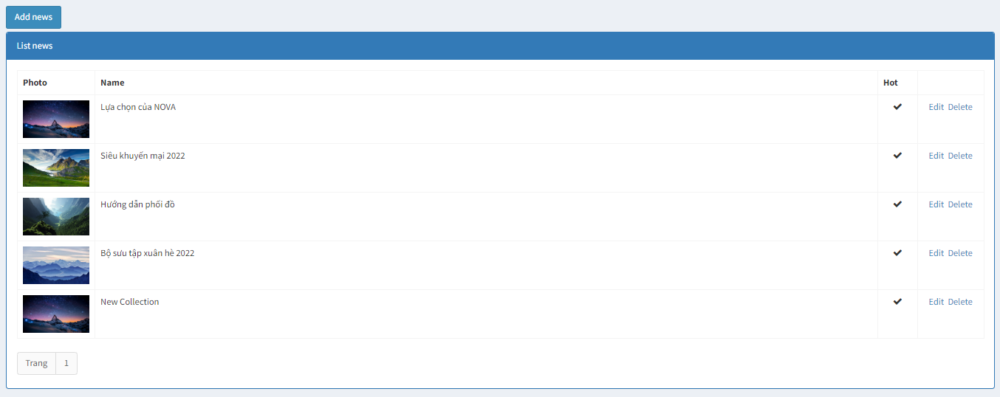 Add news
List news
Photo Name Hot
Lựa chọn của NOVA Edit Delete
Siêu khuyến mại 2022 Edit Delete
Hướng dẫn phối đồ Edit Delete
Bộ sưu tập xuân hè 2022 Edit Delete
New Collection Edit Delete
Trang 1